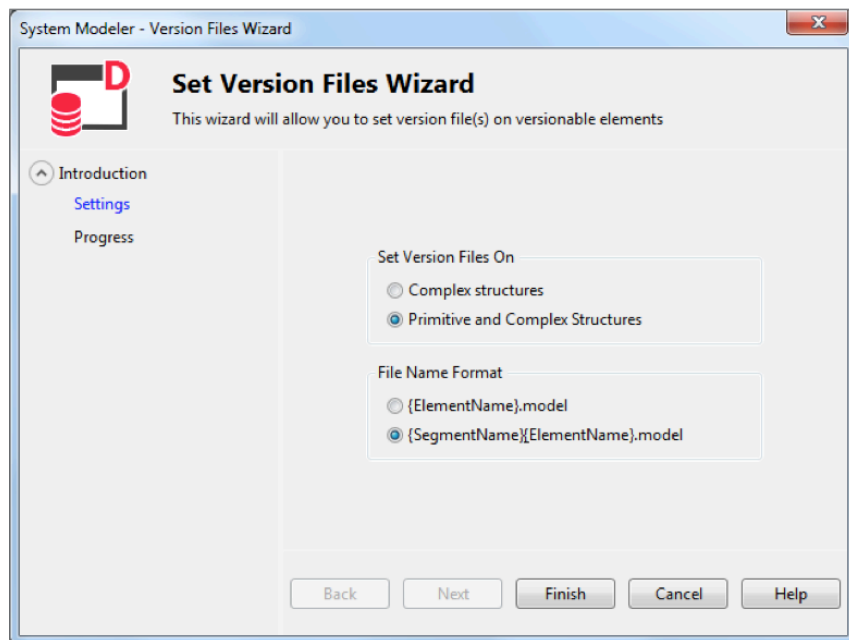 System Modeler - Version Files Wizard
D
Set Version Files Wizard
This wizard will allow you to set version file(s) on versionable elements
Introduction
Settings
Progress
Set Version Files On
Complex structures
Primitive and Complex Structures
File Name Format
{ElementName}.model
{SegmentName}{ElementName}.model
Back
Next
Finish
Cancel
Help